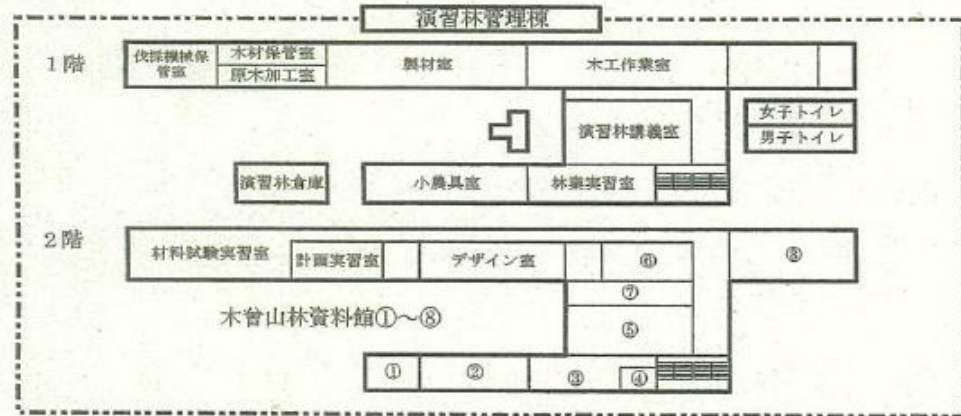 演習林管理棟
1階
伐採機械保管室
木材保管室
原木加工室
製材室
木工作業室
演習林講義室
女子トイレ
男子トイレ
演習林倉庫
小農具室
林業実習室
2階
材料試験実習室
計画実習室
デザイン室
⑥
⑧
⑦
木曾山林資料館①〜⑧
⑤
①
②
③
④